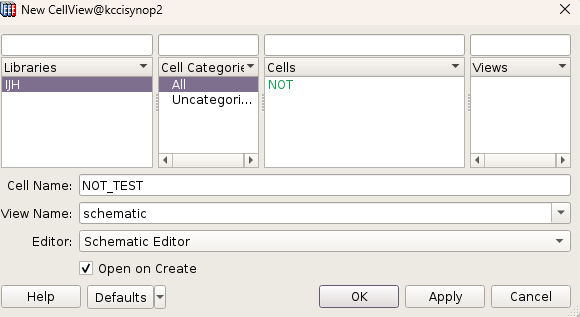 New CellView@kccisynop2
Libraries
Cell Categorie
Cells
Views
IJH
All
NOT
Uncategori...
Cell Name: NOT_TEST
View Name: schematic
Editor: Schematic Editor
Open on Create
Help Defaults OK Apply Cancel